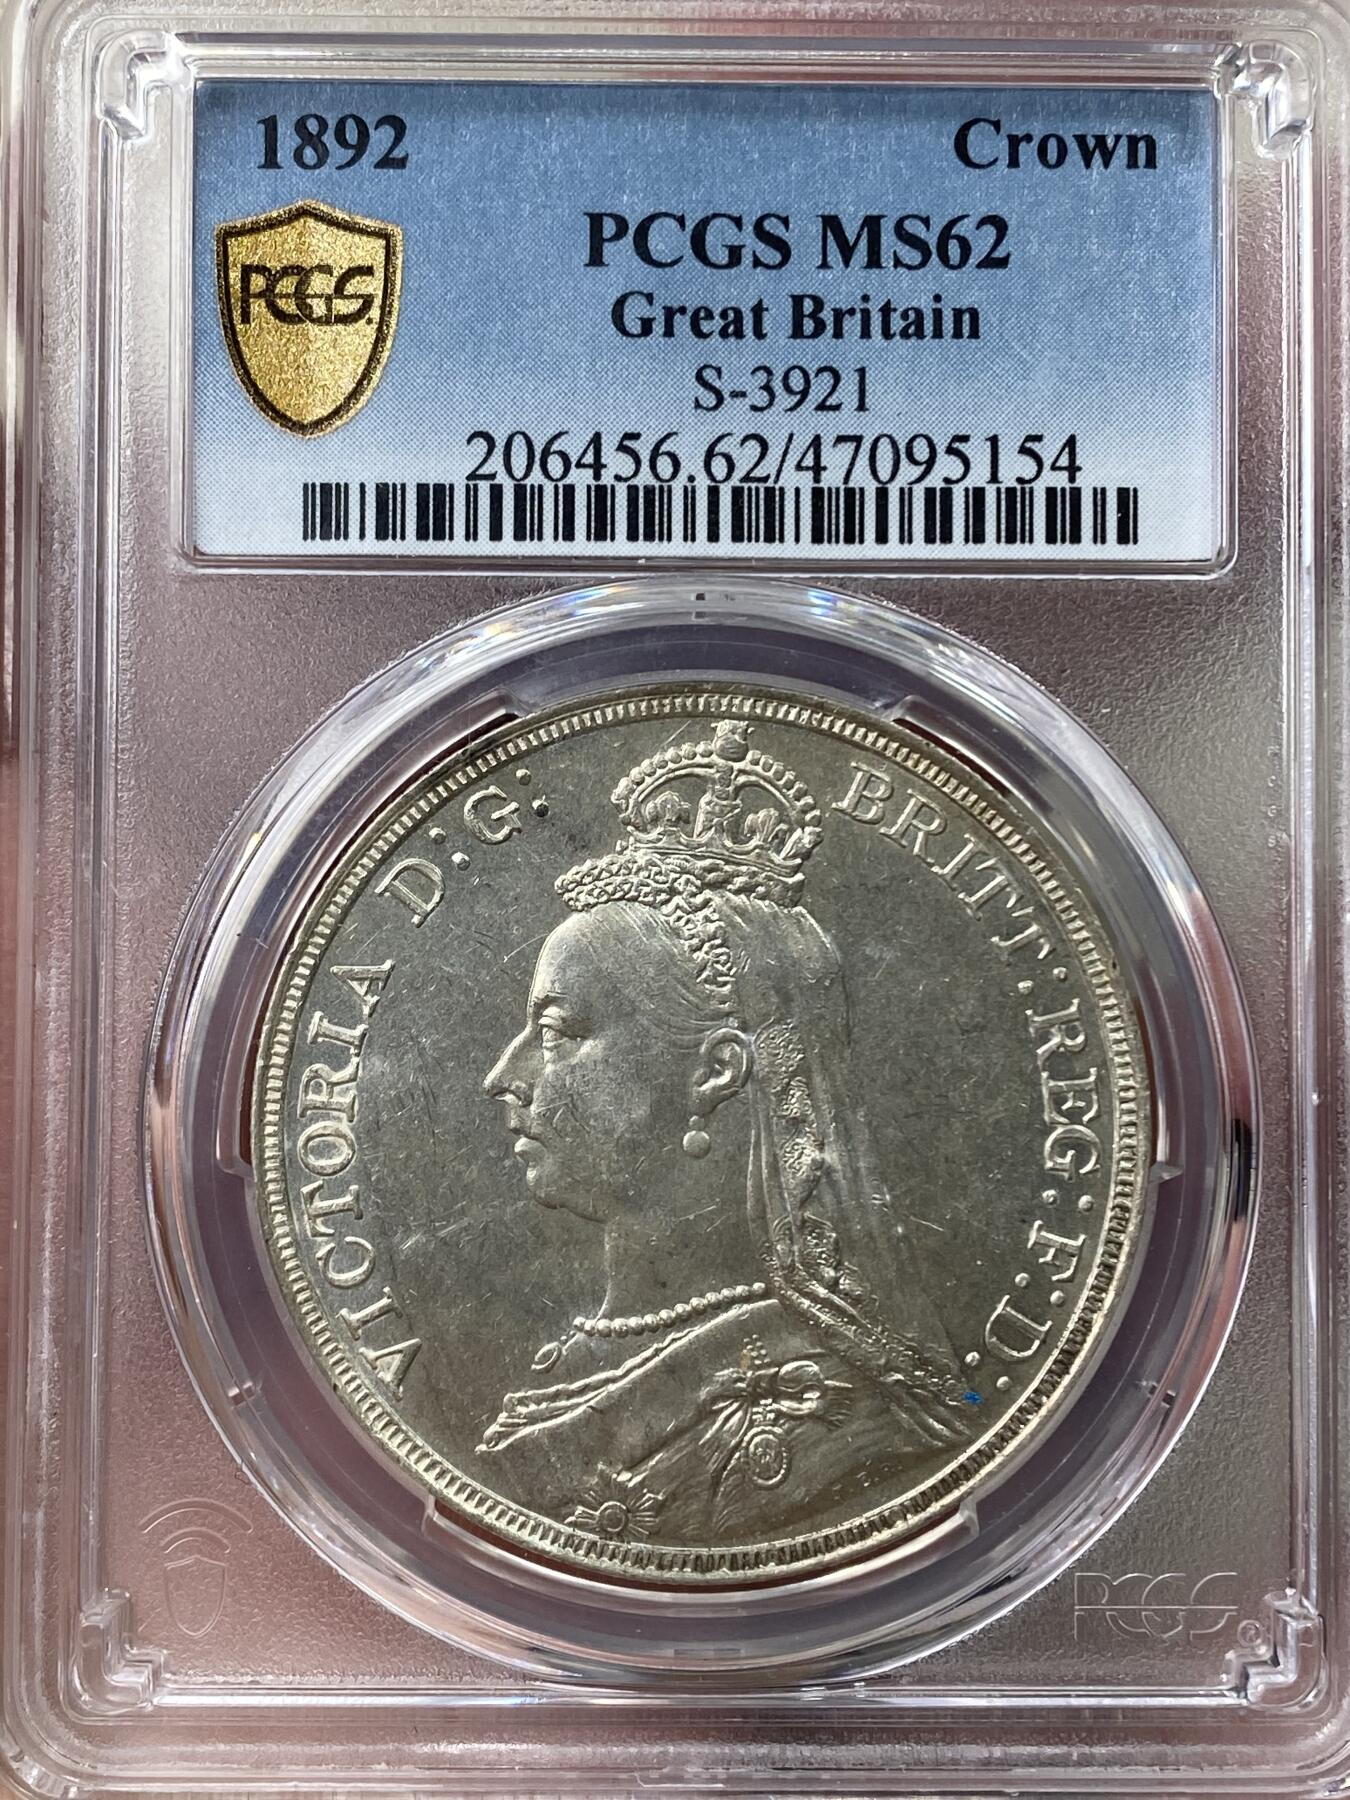 1892 Crown
PCGS MS62
PCGS
Great Britain
S-3921
206456.62/47095154
VICTORIA D:G: BRITT:REG:F:D:
PCGS